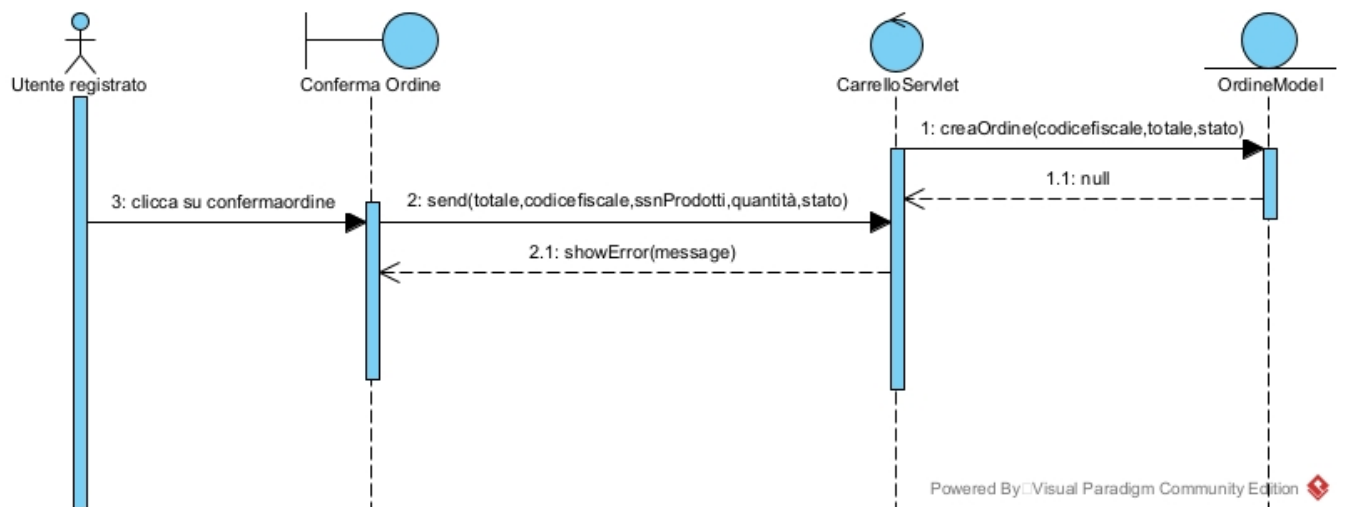 Utente registrato
Conferma Ordine
CarrelloServlet
OrdineModel
1: creaOrdine(codicefiscale,totale,stato)
1.1: null
3: clicca su confermaordine
2: send(totale,codicefiscale,ssnProdotti,quantità,stato)
2.1: showError(message)
Powered By Visual Paradigm Community Edition